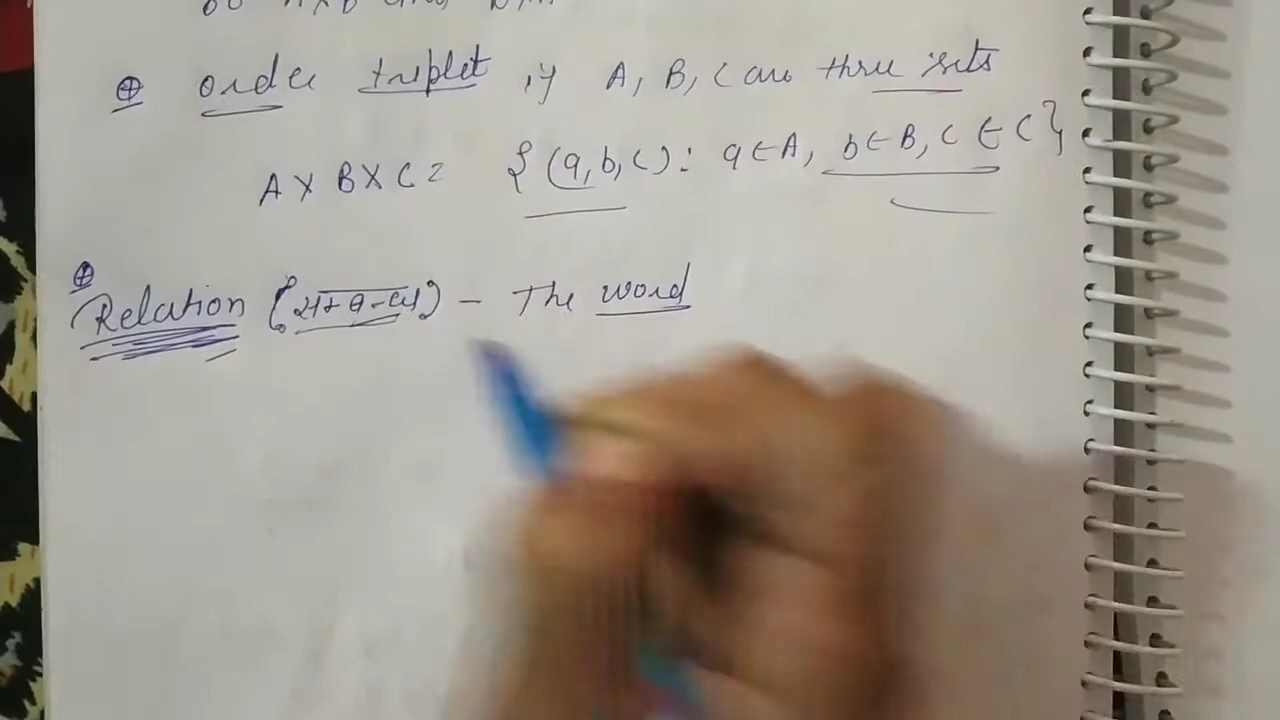 ⊕ order triplet if A, B, C are three sets
A X B X C = {(a, b, c) : a ∈ A, b ∈ B, c ∈ C}
⊕
Relation - The word